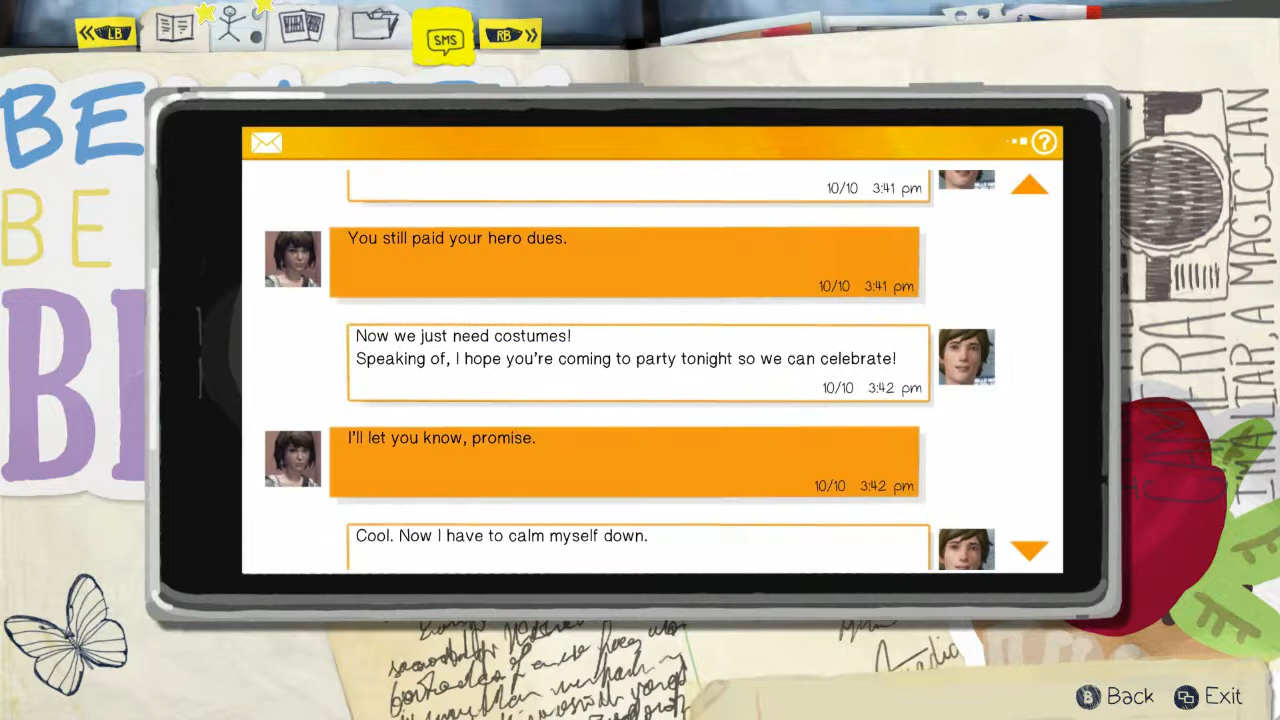 LB
SMS
RB
BE
BE
10/10 3:41 pm
You still paid your hero dues.
10/10 3:41 pm
Now we just need costumes!
Speaking of, I hope you're coming to party tonight so we can celebrate!
10/10 3:42 pm
I'll let you know, promise.
10/10 3:42 pm
Cool. Now I have to calm myself down.
LIAR, A MAGICIAN
Back
Exit